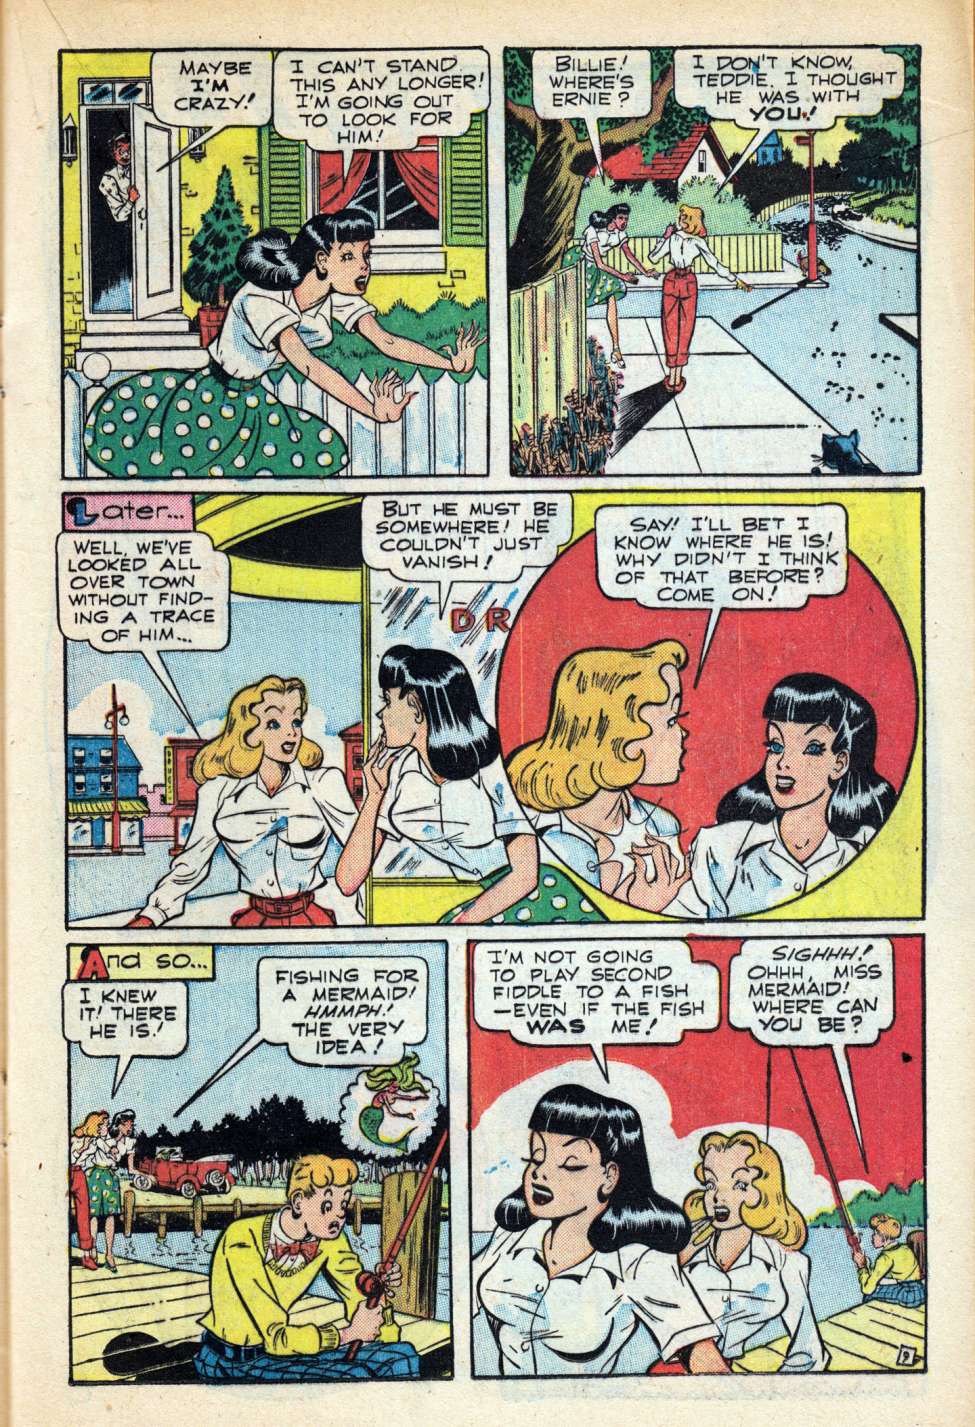 MAYBE
I'M
CRAZY!
I CAN'T STAND
THIS ANY LONGER!
I'M GOING OUT
TO LOOK FOR
HIM!
BILLIE!
WHERE'S
ERNIE?
I DON'T KNOW,
TEDDIE. I THOUGHT
HE WAS WITH
YOU!
Later...
WELL, WE'VE
LOOKED ALL
OVER TOWN
WITHOUT FIND-
ING A TRACE
OF HIM...
BUT HE MUST BE
SOMEWHERE! HE
COULDN'T JUST
VANISH!
DR
SAY! I'LL BET I
KNOW WHERE HE IS!
WHY DIDN'T I THINK
OF THAT BEFORE?
COME ON!
And so...
I KNEW
IT! THERE
HE IS!
FISHING FOR
A MERMAID!
HMMPH!
THE VERY
IDEA!
I'M NOT GOING
TO PLAY SECOND
FIDDLE TO A FISH
—EVEN IF THE FISH
WAS ME!
SIGHHH!
OHHH, MISS
MERMAID!
WHERE CAN
YOU BE?
9